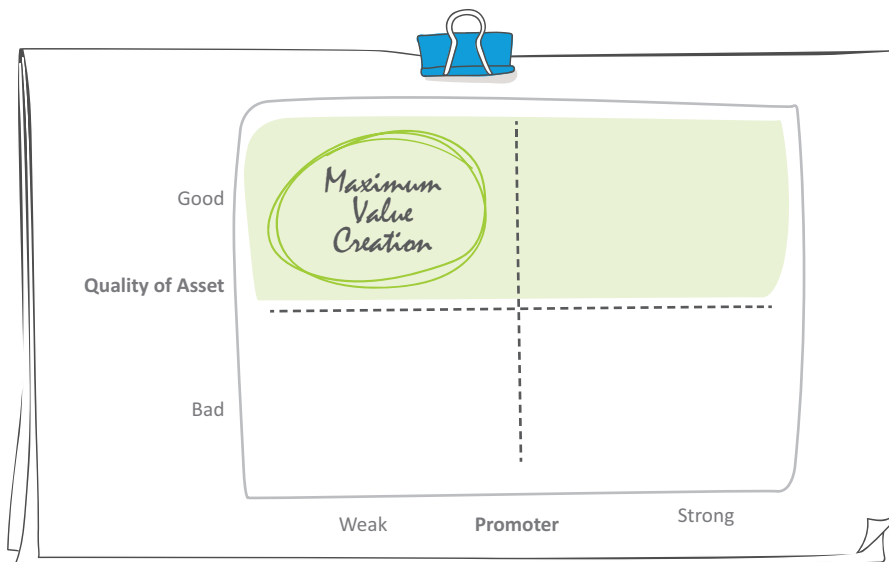 Maximum
Value
Creation
Good
Quality of Asset
Bad
Weak
Promoter
Strong